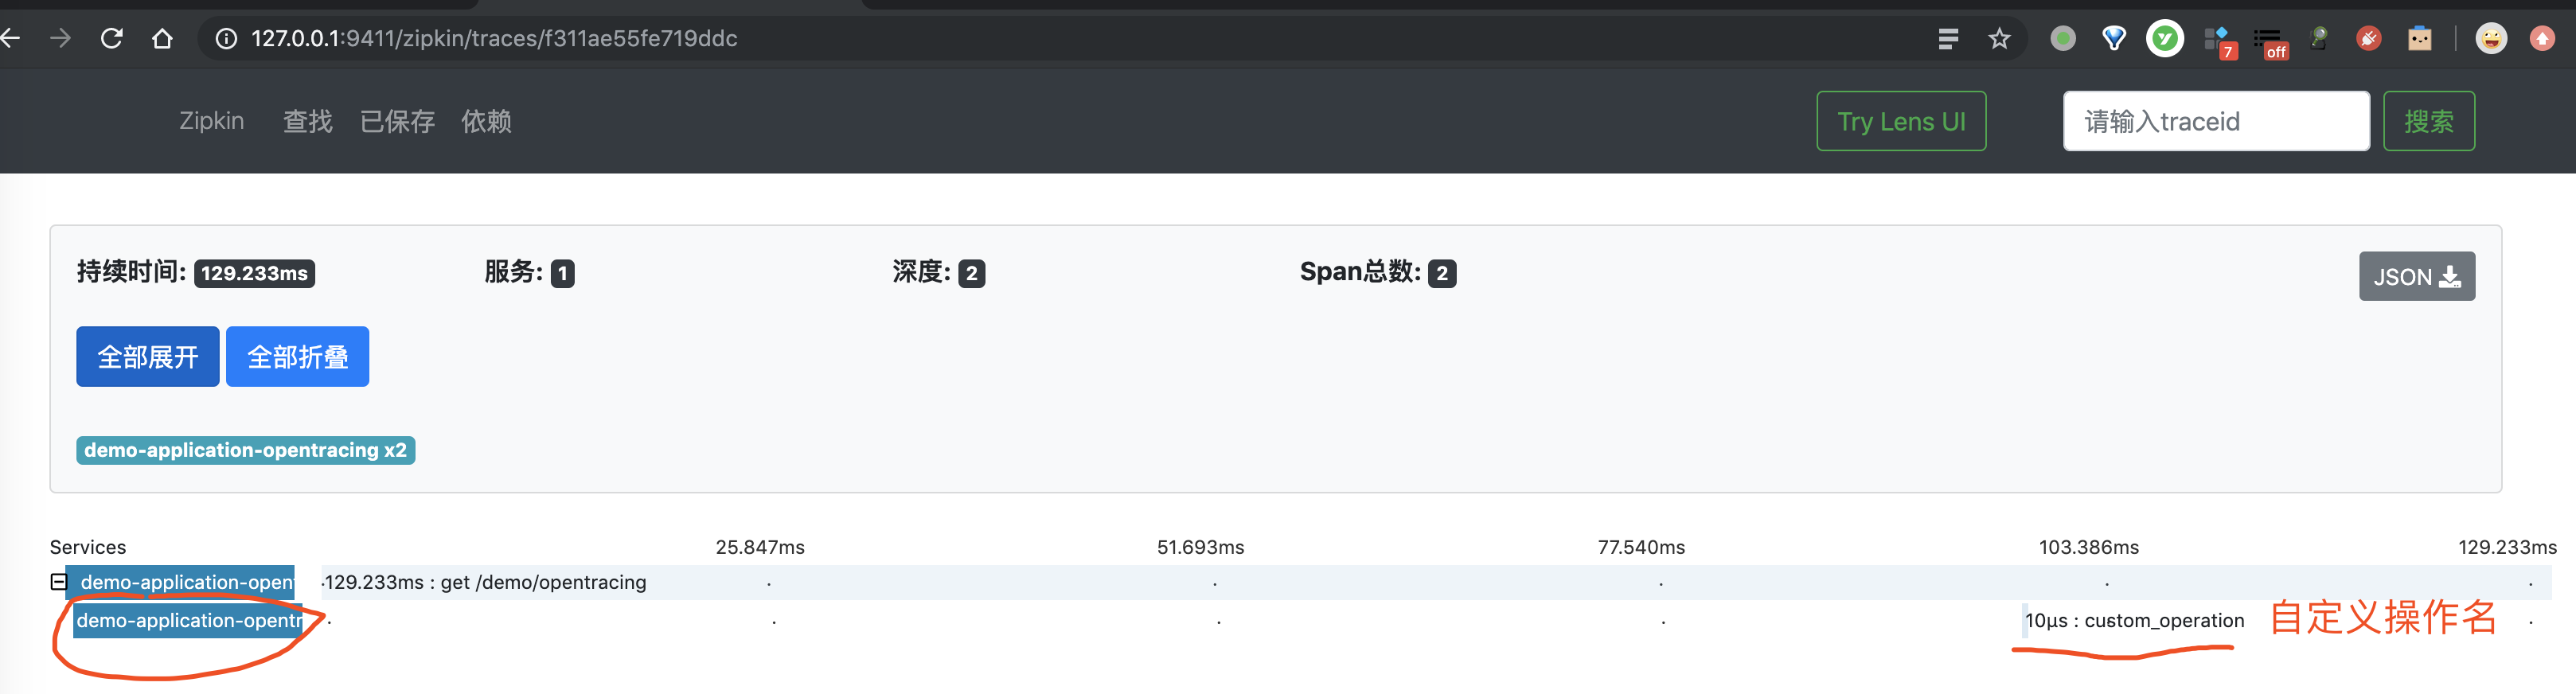 127.0.0.1:9411/zipkin/traces/f311ae55fe719ddc
7
off
Zipkin 查找 已保存 依赖 Try Lens UI 请输入traceid 搜索
持续时间: 129.233ms 服务: 1 深度: 2 Span总数: 2 JSON
全部展开 全部折叠
demo-application-opentracing x2
Services 25.847ms 51.693ms 77.540ms 103.386ms 129.233ms
demo-application-open 129.233ms : get /demo/opentracing
demo-application-opentr 10μs : custom_operation 自定义操作名